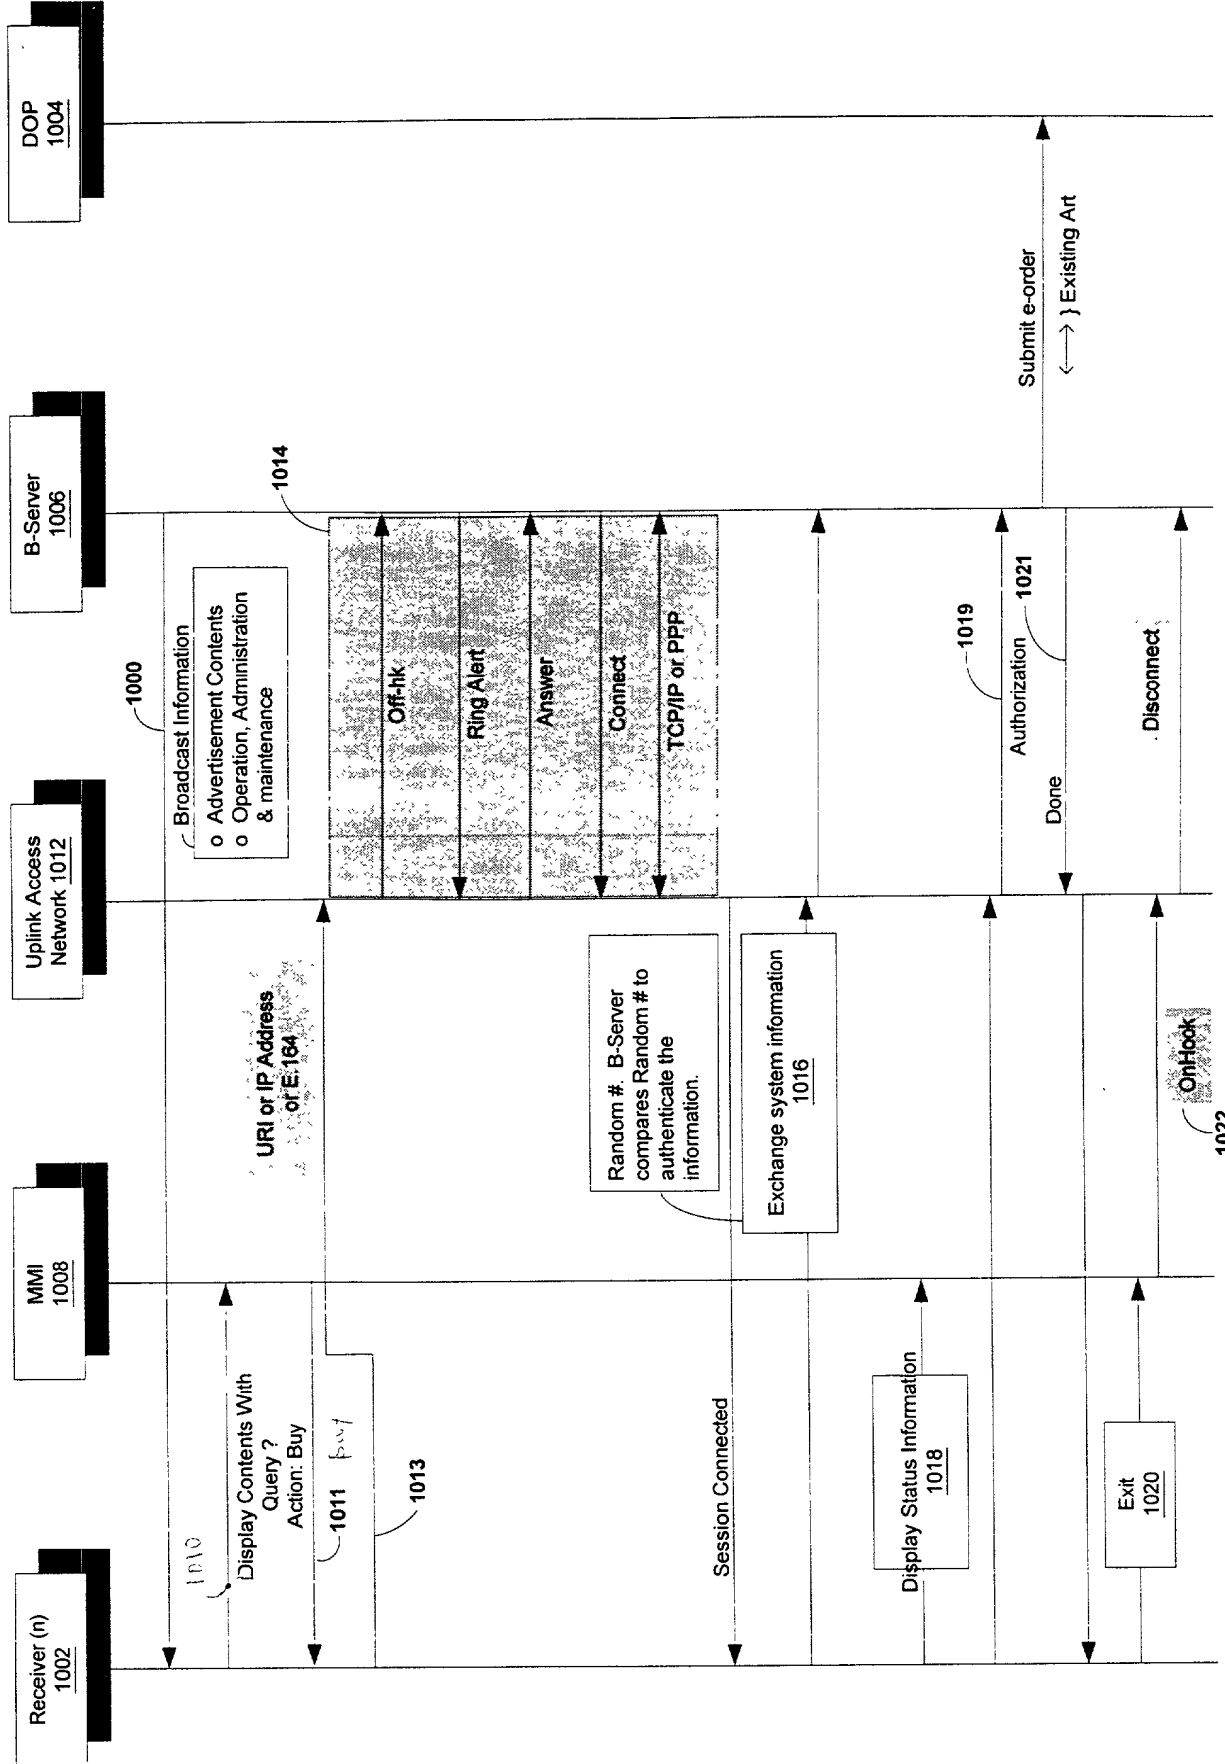 Receiver (n)
1002
MMI
1008
Uplink Access
Network 1012
B-Server
1006
DOP
1004
1000
Broadcast Information
o Advertisement Contents
o Operation, Administration
& maintenance
1010
Display Contents With
Query ?
Action: Buy
1011
buy
1013
URI or IP Address
or E.164
1014
Off-hk
Ring Alert
Answer
Connect
TCP/IP or PPP
Session Connected
Random #. B-Server
compares Random # to
authenticate the
information.
Exchange system information
1016
Display Status Information
1018
1019
Authorization
Submit e-order
} Existing Art
1021
Done
Exit
1020
OnHook
1022
Disconnect